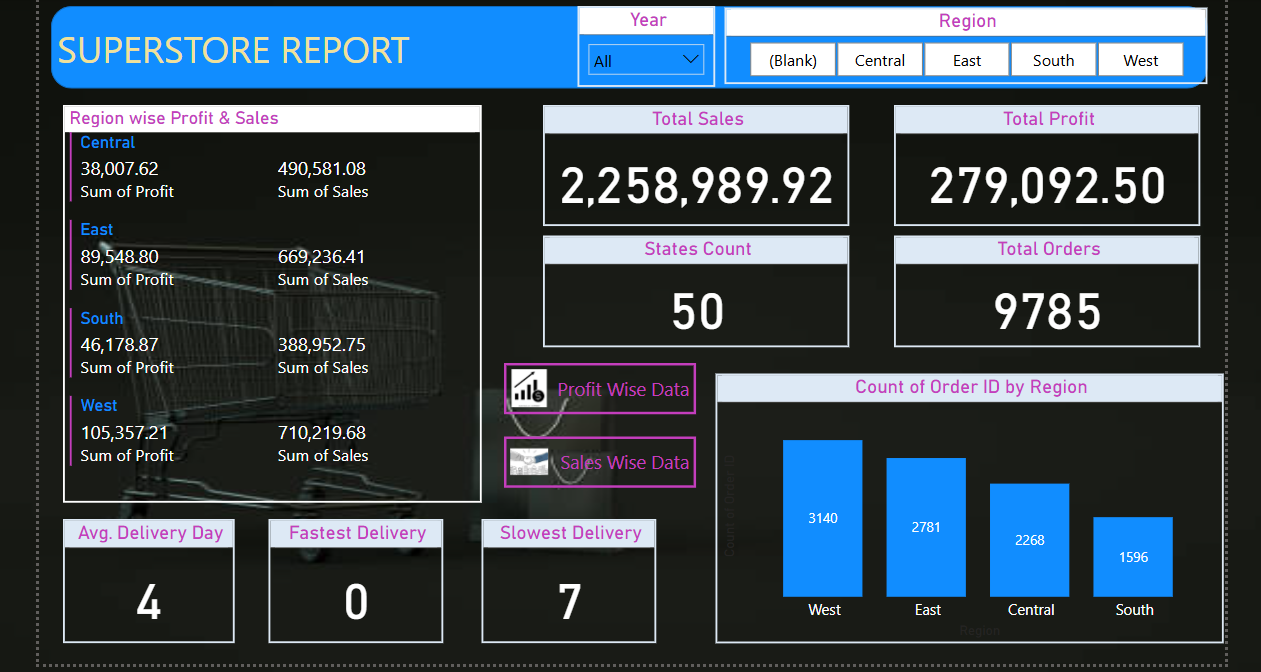 SUPERSTORE REPORT
Year
All
Region
(Blank)
Central
East
South
West
Region wise Profit & Sales
Central
38,007.62
490,581.08
Sum of Profit
Sum of Sales
East
89,548.80
669,236.41
Sum of Profit
Sum of Sales
South
46,178.87
388,952.75
Sum of Profit
Sum of Sales
West
105,357.21
710,219.68
Sum of Profit
Sum of Sales
Total Sales
2,258,989.92
Total Profit
279,092.50
States Count
50
Total Orders
9785
Profit Wise Data
Sales Wise Data
Count of Order ID by Region
Count of Order ID
3140
2781
2268
1596
West
East
Central
South
Region
Avg. Delivery Day
4
Fastest Delivery
0
Slowest Delivery
7